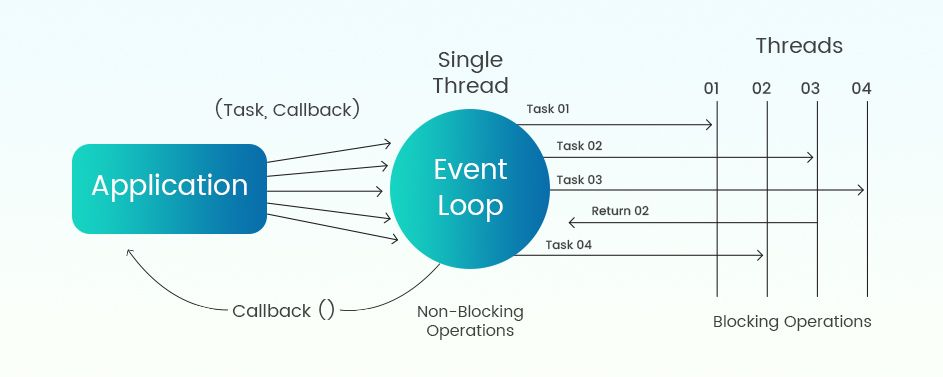 Threads
Single
Thread
01 02 03 04
(Task, Callback)
Task 01
Task 02
Application
Event
Loop
Task 03
Return 02
Task 04
Callback ()
Non-Blocking
Operations
Blocking Operations